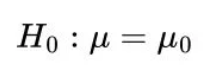 H₀ : μ = μ₀